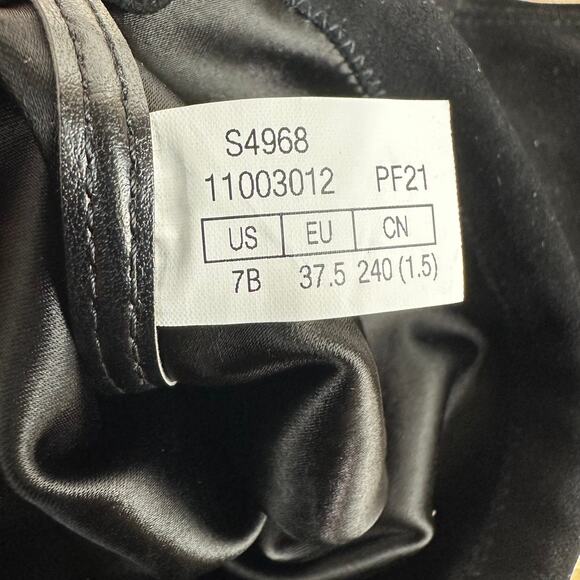 S4968
11003012 PF21
US EU CN
7B 37.5 240 (1.5)